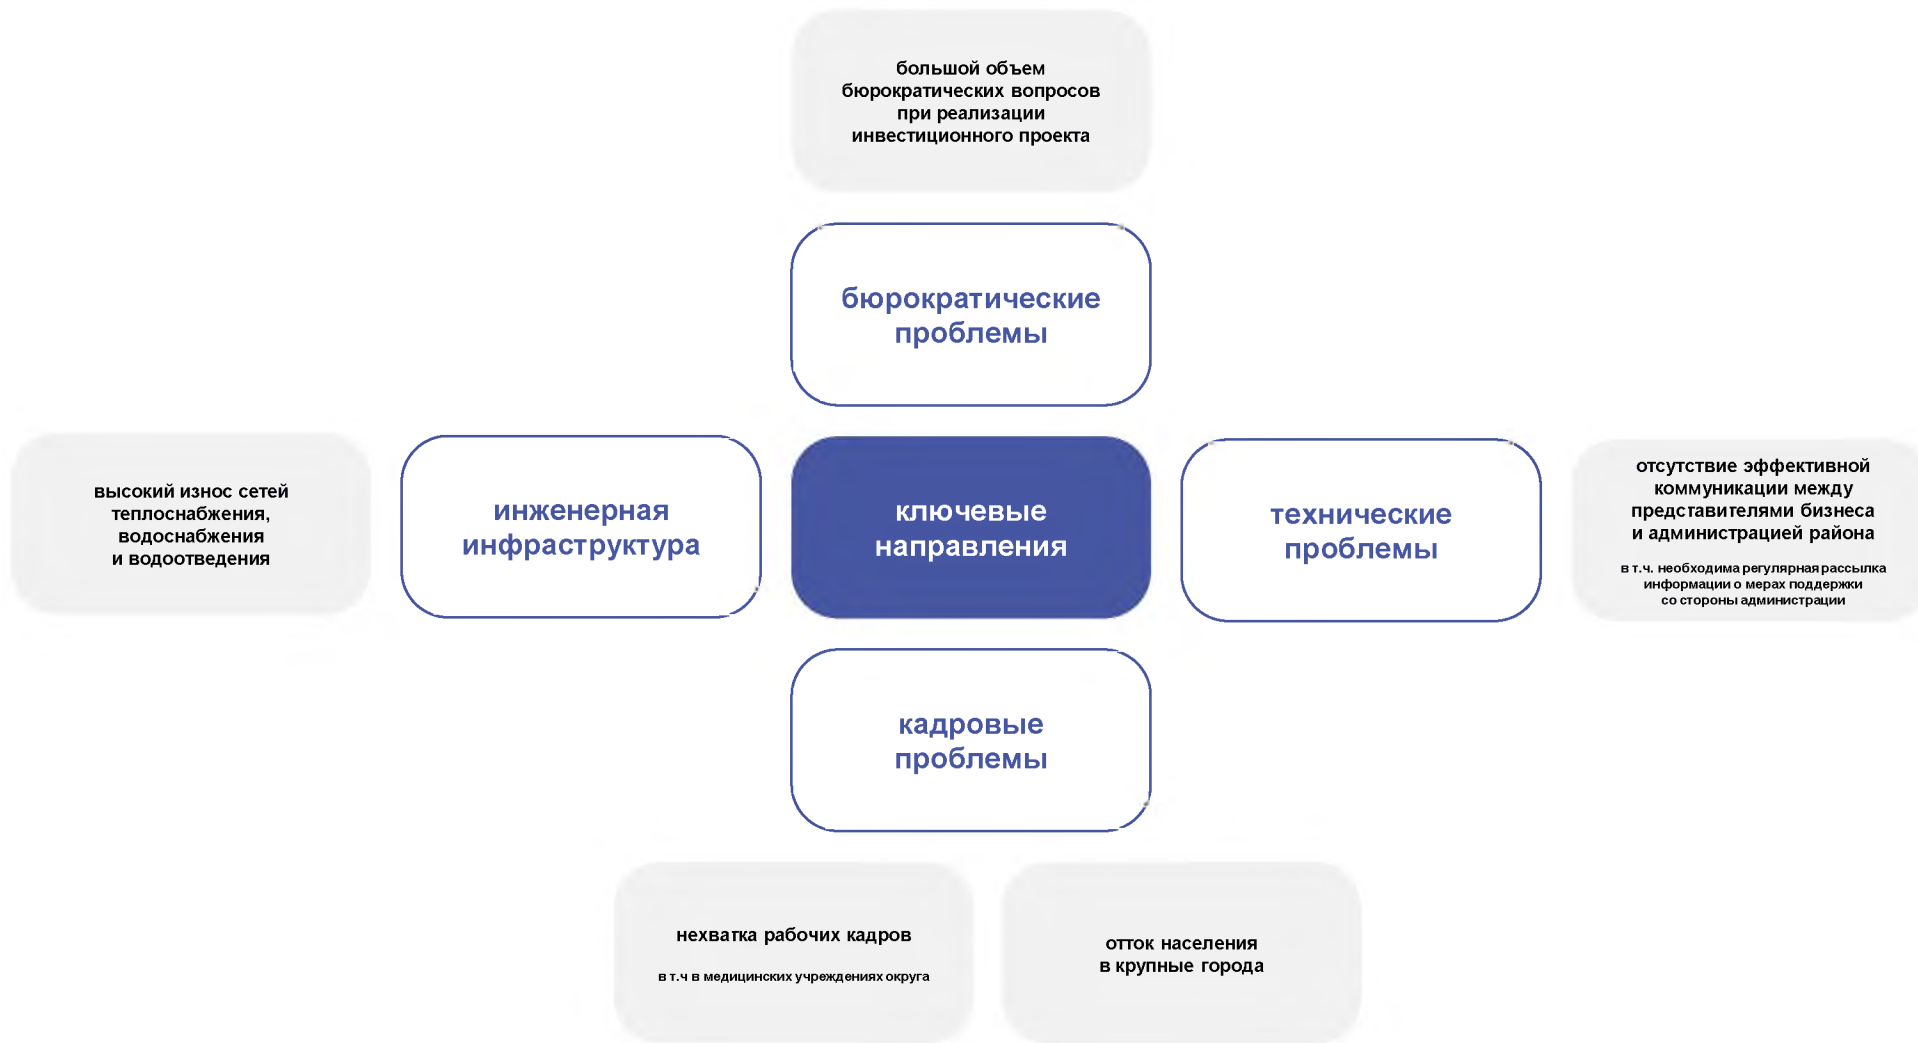 большой объем
бюрократических вопросов
при реализации
инвестиционного проекта
бюрократические
проблемы
высокий износ сетей
теплоснабжения,
водоснабжения
и водоотведения
инженерная
инфраструктура
ключевые
направления
технические
проблемы
отсутствие эффективной
коммуникации между
представителями бизнеса
и администрацией района
в т.ч. необходима регулярная рассылка
информации о мерах поддержки
со стороны администрации
кадровые
проблемы
нехватка рабочих кадров
в т.ч в медицинских учреждениях округа
отток населения
в крупные города